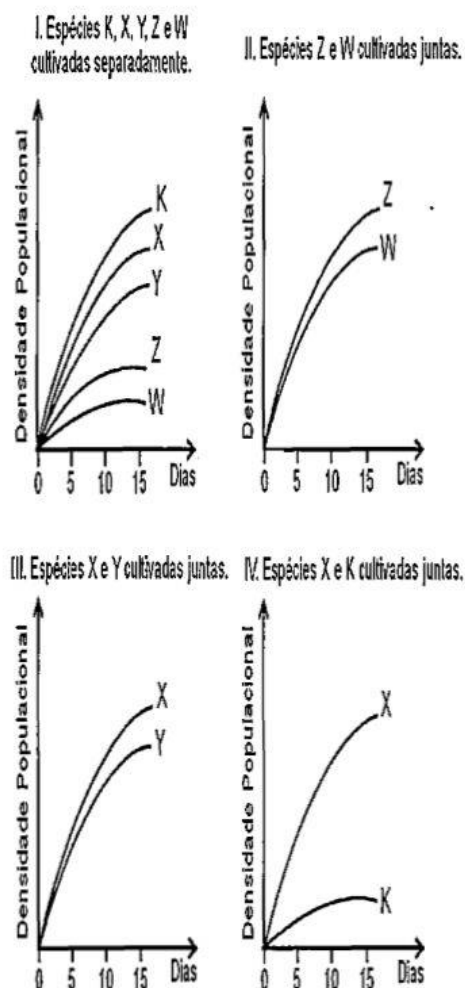 I. Espécies K, X, Y, Z e W
cultivadas separadamente.
Densidade Populacional
K
X
Y
Z
W
0 5 10 15 Dias
II. Espécies Z e W cultivadas juntas.
Densidade Populacional
Z
W
0 5 10 15 Dias
III. Espécies X e Y cultivadas juntas.
Densidade Populacional
X
Y
0 5 10 15 Dias
IV. Espécies X e K cultivadas juntas.
Densidade Populacional
X
K
0 5 10 15 Dias